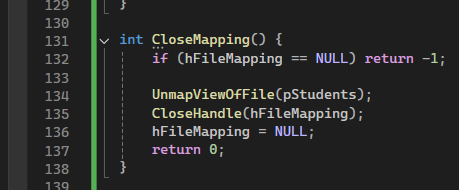 129 }
130
131 int CloseMapping() {
132 if (hFileMapping == NULL) return -1;
133
134 UnmapViewOfFile(pStudents);
135 CloseHandle(hFileMapping);
136 hFileMapping = NULL;
137 return 0;
138 }
139